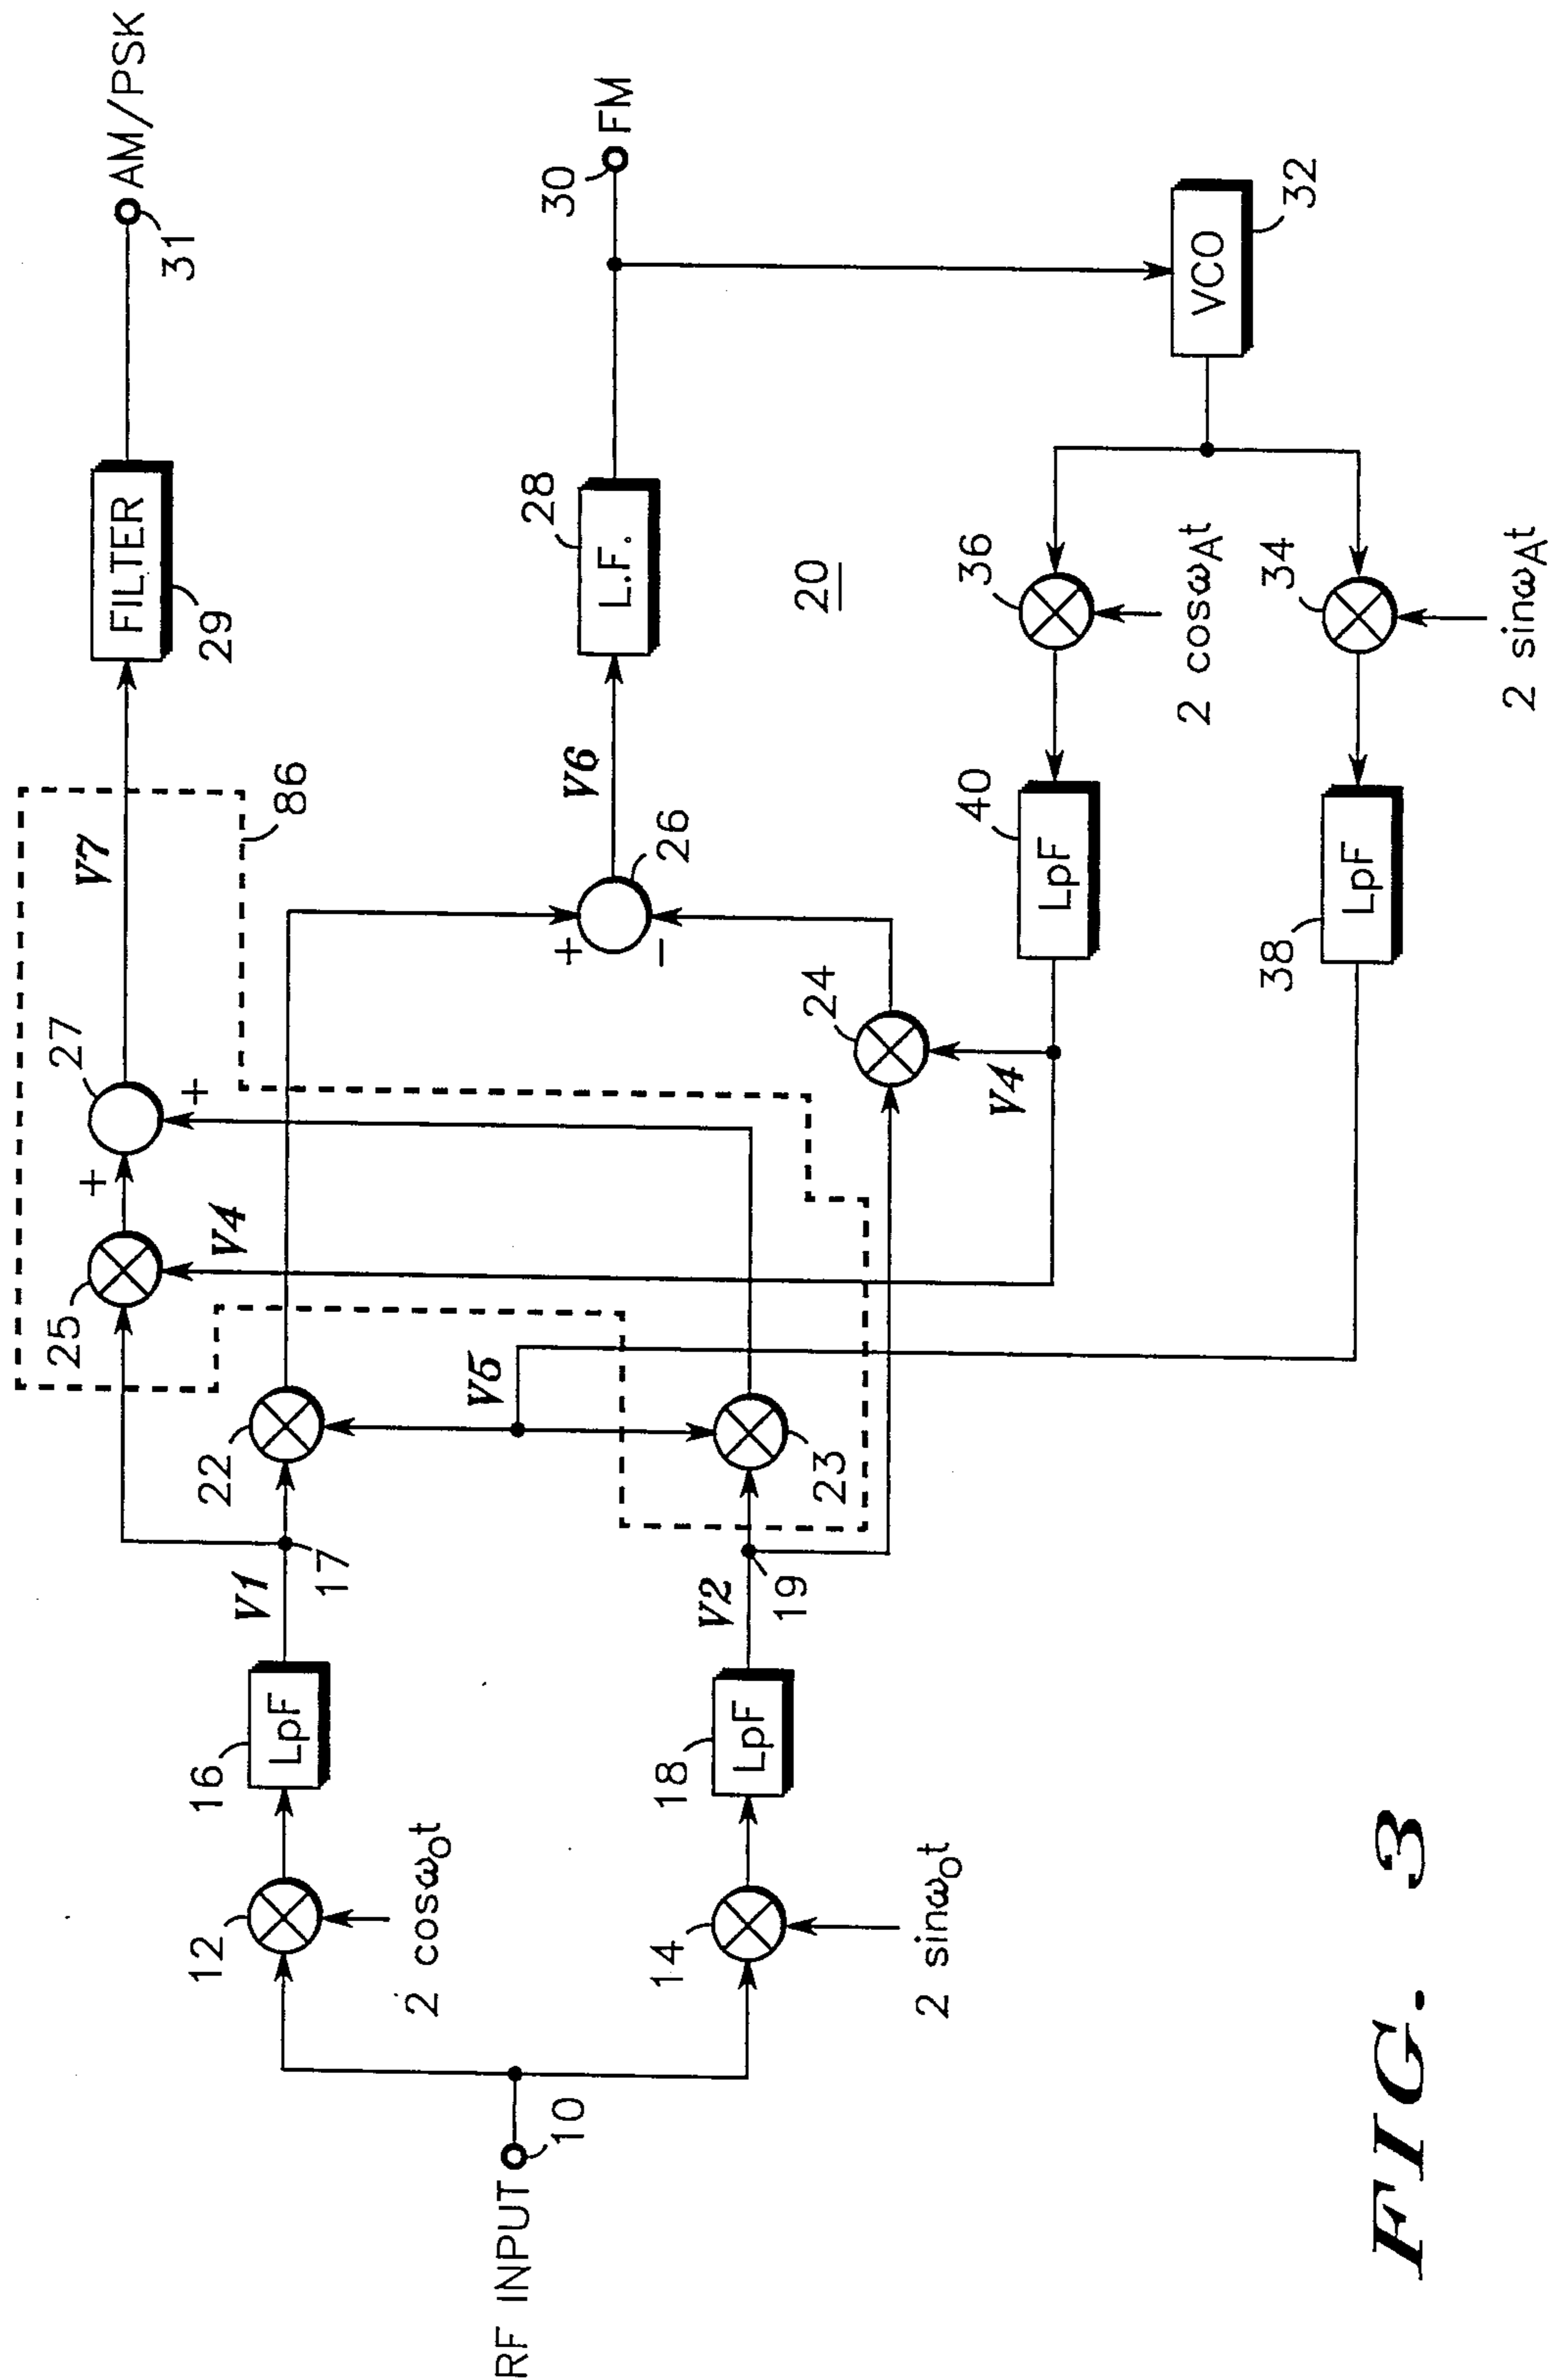 AM/PSK
31
FILTER
29
V7
86
27
+
+
25
V4
FM
30
28
L.F.
V6
26
+
−
20
VCO
32
36
2 cosωAt
34
2 sinωAt
40
LpF
38
LpF
24
V4
22
V5
23
V1
17
V2
19
16
LpF
18
LpF
12
2 cosωOt
14
2 sinωOt
10
RF INPUT
FIG. 3